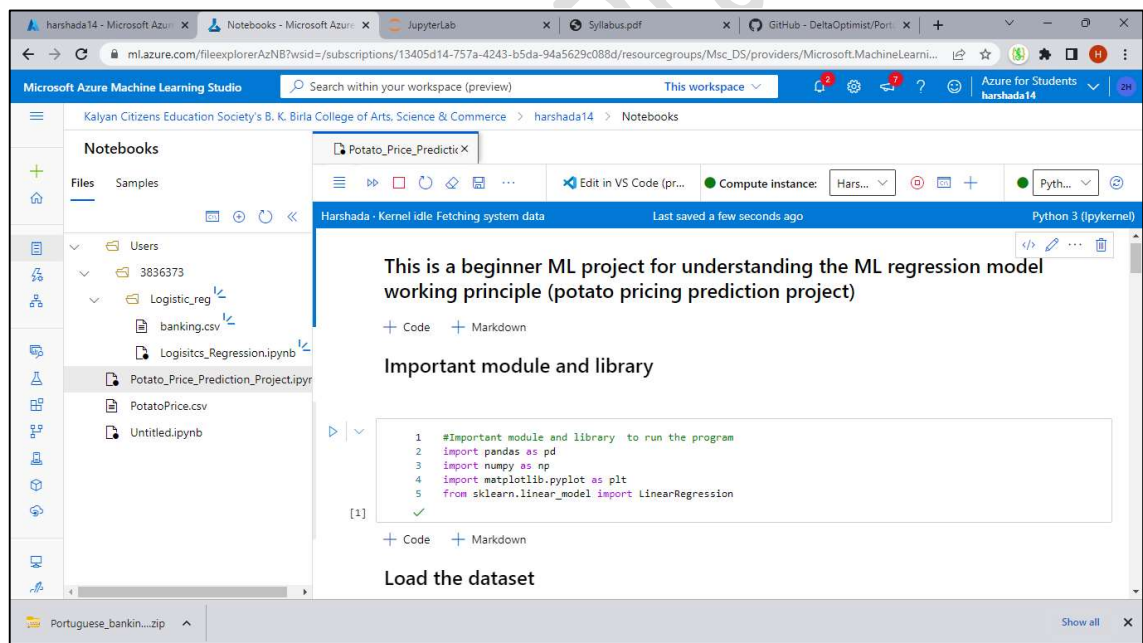 harshada14 - Microsoft Azur
Notebooks - Microsoft Azure
JupyterLab
Syllabus.pdf
GitHub - DeltaOptimist/Port
ml.azure.com/fileexplorerAzNB?wsid=/subscriptions/13405d14-757a-4243-b5da-94a5629c088d/resourcegroups/Msc_DS/providers/Microsoft.MachineLearni...
H
Microsoft Azure Machine Learning Studio
Search within your workspace (preview)
This workspace
2
7
?
Azure for Students
harshada14
2H
Kalyan Citizens Education Society's B. K. Birla College of Arts, Science & Commerce > harshada14 > Notebooks
Notebooks
Files Samples
Users
3836373
Logistic_reg
banking.csv
Logisitcs_Regression.ipynb
Potato_Price_Prediction_Project.ipyr
PotatoPrice.csv
Untitled.ipynb
Potato_Price_Predictic
Edit in VS Code (pr...
Compute instance:
Hars...
Pyth...
Harshada · Kernel idle Fetching system data
Last saved a few seconds ago
Python 3 (Ipykernel)
This is a beginner ML project for understanding the ML regression model
working principle (potato pricing prediction project)
+ Code + Markdown
Important module and library
1 #Important module and library to run the program
2 import pandas as pd
3 import numpy as np
4 import matplotlib.pyplot as plt
5 from sklearn.linear_model import LinearRegression
[1]
+ Code + Markdown
Load the dataset
Portuguese_bankin....zip
Show all